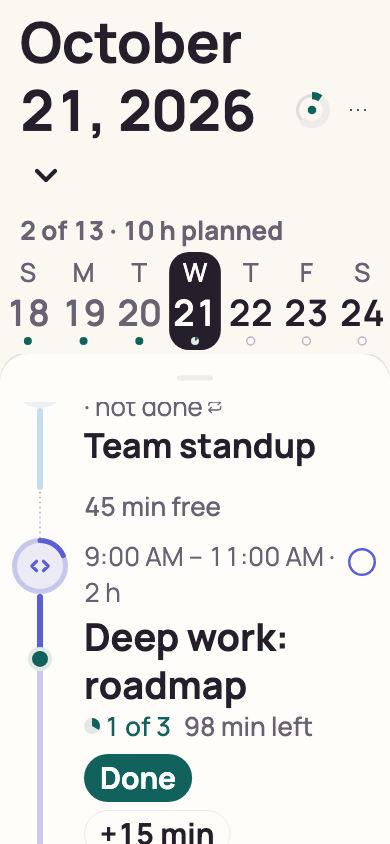 October
21, 2026
...
2 of 13 · 10 h planned
S M T W T F S
18 19 20 21 22 23 24
· not done
Team standup
45 min free
9:00 AM – 11:00 AM ·
2 h
Deep work:
roadmap
1 of 3 98 min left
Done
+15 min